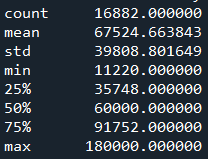 count 16882.000000
mean 67524.663843
std 39808.801649
min 11220.000000
25% 35748.000000
50% 60000.000000
75% 91752.000000
max 180000.000000